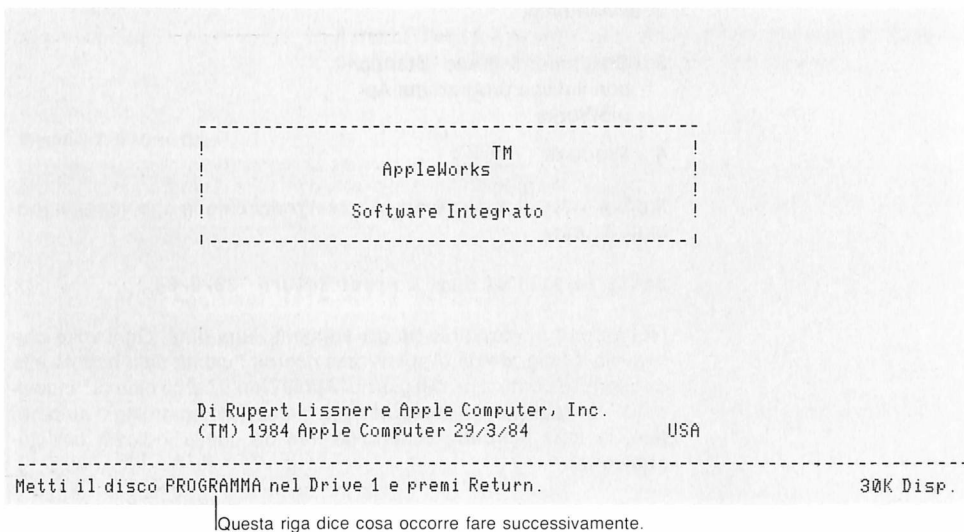 TM
AppleWorks
Software Integrato
Di Rupert Lissner e Apple Computer, Inc.
(TM) 1984 Apple Computer 29/3/84 USA
Metti il disco PROGRAMMA nel Drive 1 e premi Return. 30K Disp.
Questa riga dice cosa occorre fare successivamente.